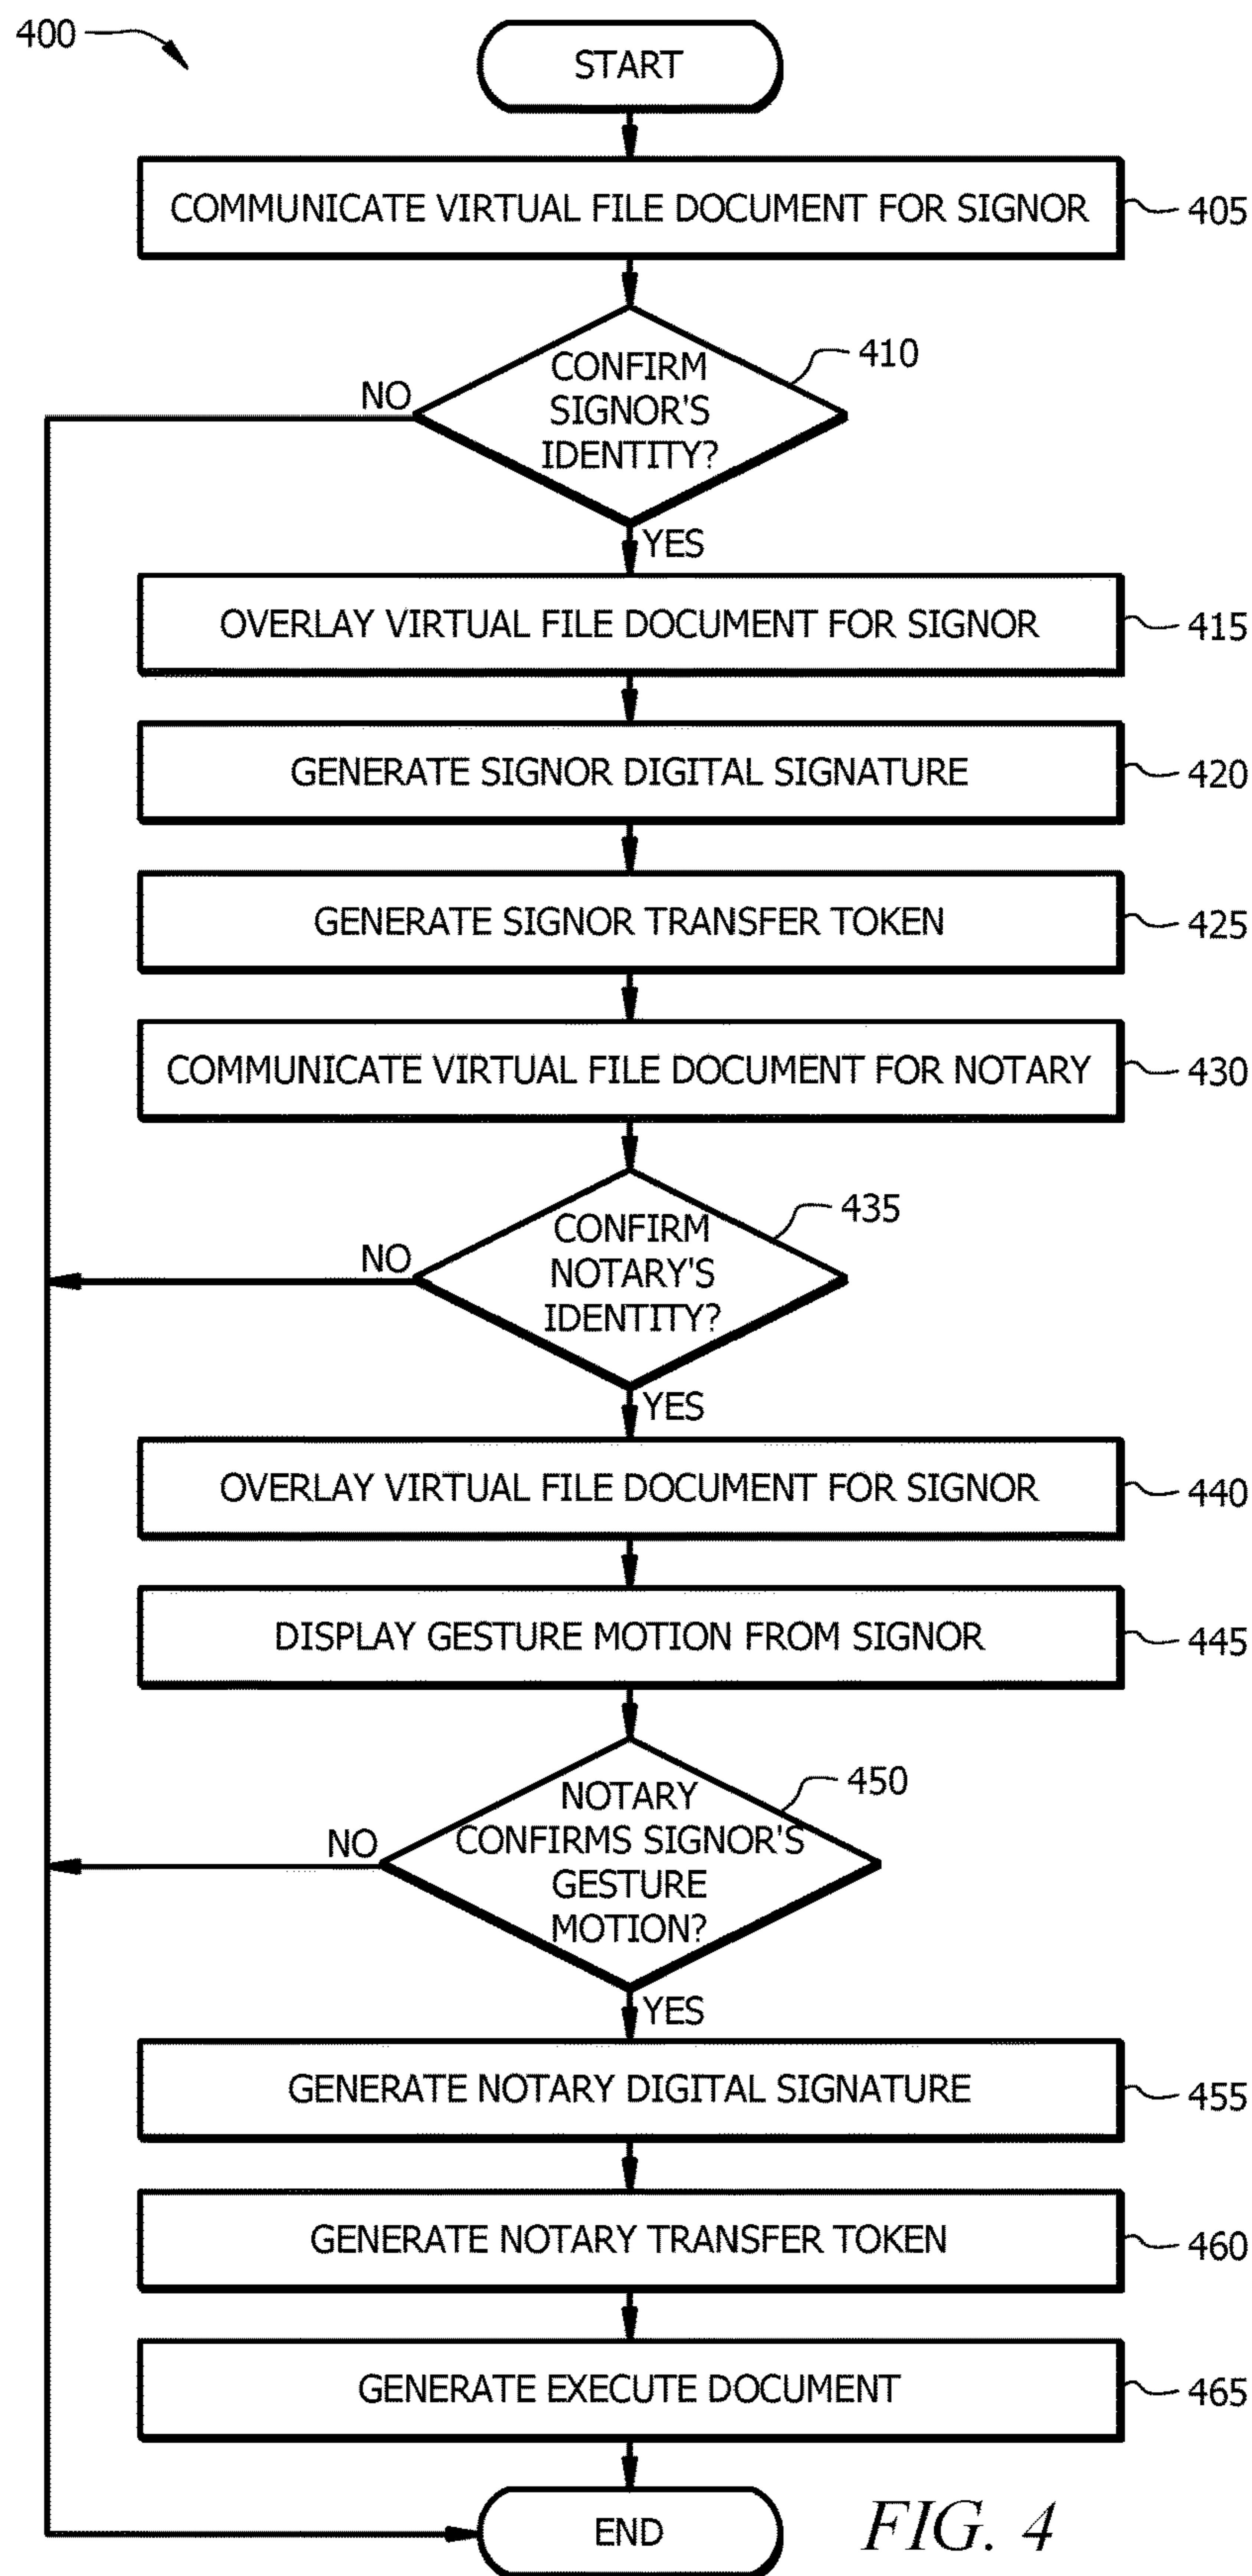 400
START
COMMUNICATE VIRTUAL FILE DOCUMENT FOR SIGNOR
405
CONFIRM
SIGNOR'S
IDENTITY?
410
NO
YES
OVERLAY VIRTUAL FILE DOCUMENT FOR SIGNOR
415
GENERATE SIGNOR DIGITAL SIGNATURE
420
GENERATE SIGNOR TRANSFER TOKEN
425
COMMUNICATE VIRTUAL FILE DOCUMENT FOR NOTARY
430
CONFIRM
NOTARY'S
IDENTITY?
435
NO
YES
OVERLAY VIRTUAL FILE DOCUMENT FOR SIGNOR
440
DISPLAY GESTURE MOTION FROM SIGNOR
445
NOTARY
CONFIRMS SIGNOR'S
GESTURE
MOTION?
450
NO
YES
GENERATE NOTARY DIGITAL SIGNATURE
455
GENERATE NOTARY TRANSFER TOKEN
460
GENERATE EXECUTE DOCUMENT
465
END
FIG. 4